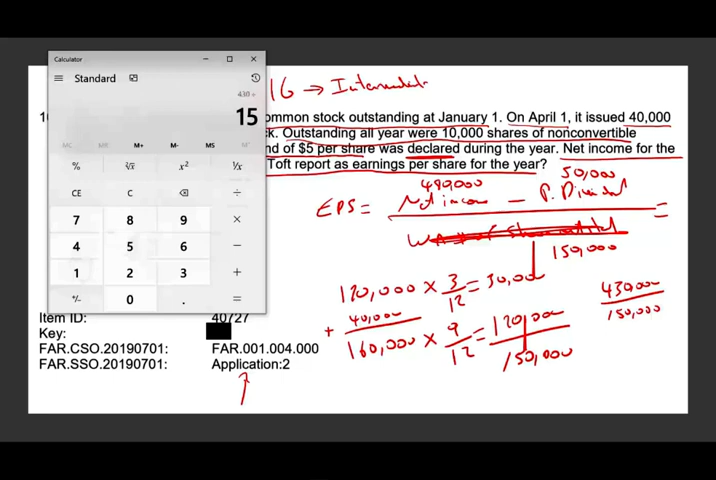 Calculator
Standard
430 ÷
15
MC MR M+ M- MS M
% ²√x x² ¹/x
CE C ÷
7 8 9 ×
4 5 6 −
1 2 3 +
+/- 0 . =
16 → Intermediate
ommon stock outstanding at January 1. On April 1, it issued 40,000
ck. Outstanding all year were 10,000 shares of nonconvertible
nd of $5 per share was declared during the year. Net income for the
Toft report as earnings per share for the year?
480,000 50,000
EPS = Net income − P. Dividend =
150,000
120,000 × 3/12 = 30,000
+ 40,000
160,000 × 9/12 = 120,000
150,000
430,000
150,000
Item ID: 40727
Key:
FAR.CSO.20190701: FAR.001.004.000
FAR.SSO.20190701: Application:2